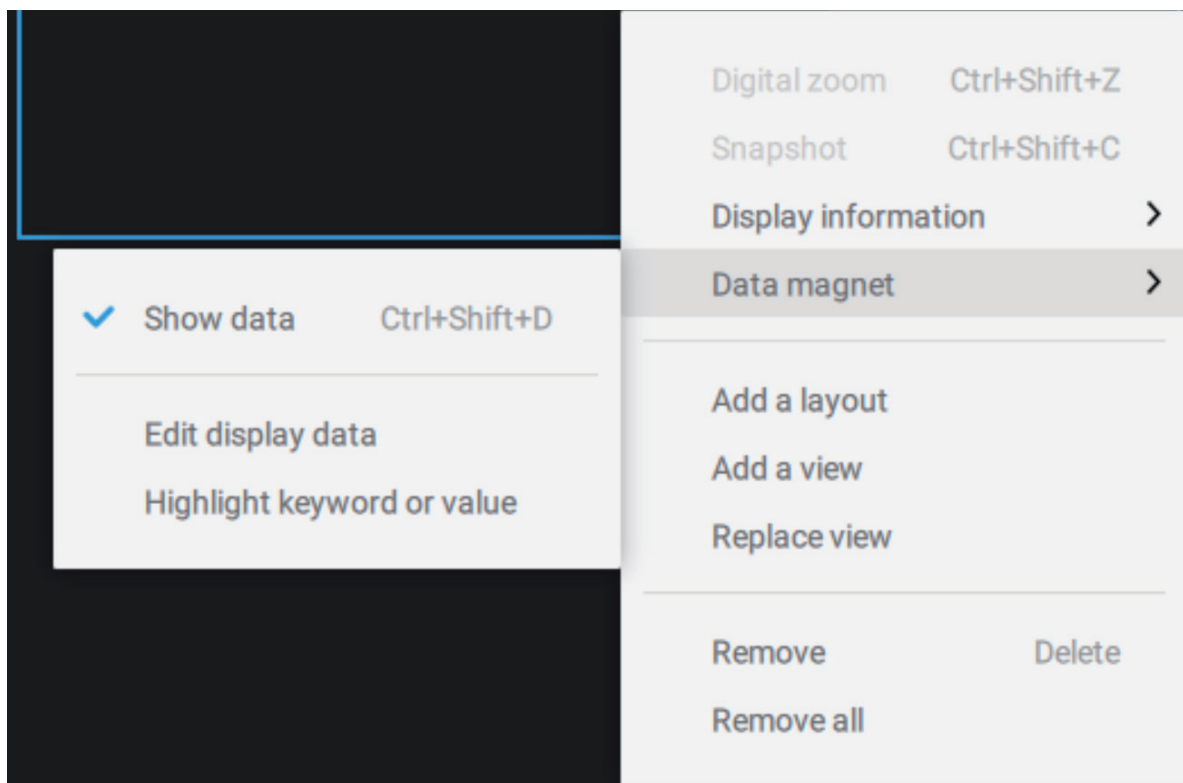 Digital zoom Ctrl+Shift+Z
Snapshot Ctrl+Shift+C
Display information
Data magnet
Show data Ctrl+Shift+D
Edit display data
Highlight keyword or value
Add a layout
Add a view
Replace view
Remove Delete
Remove all